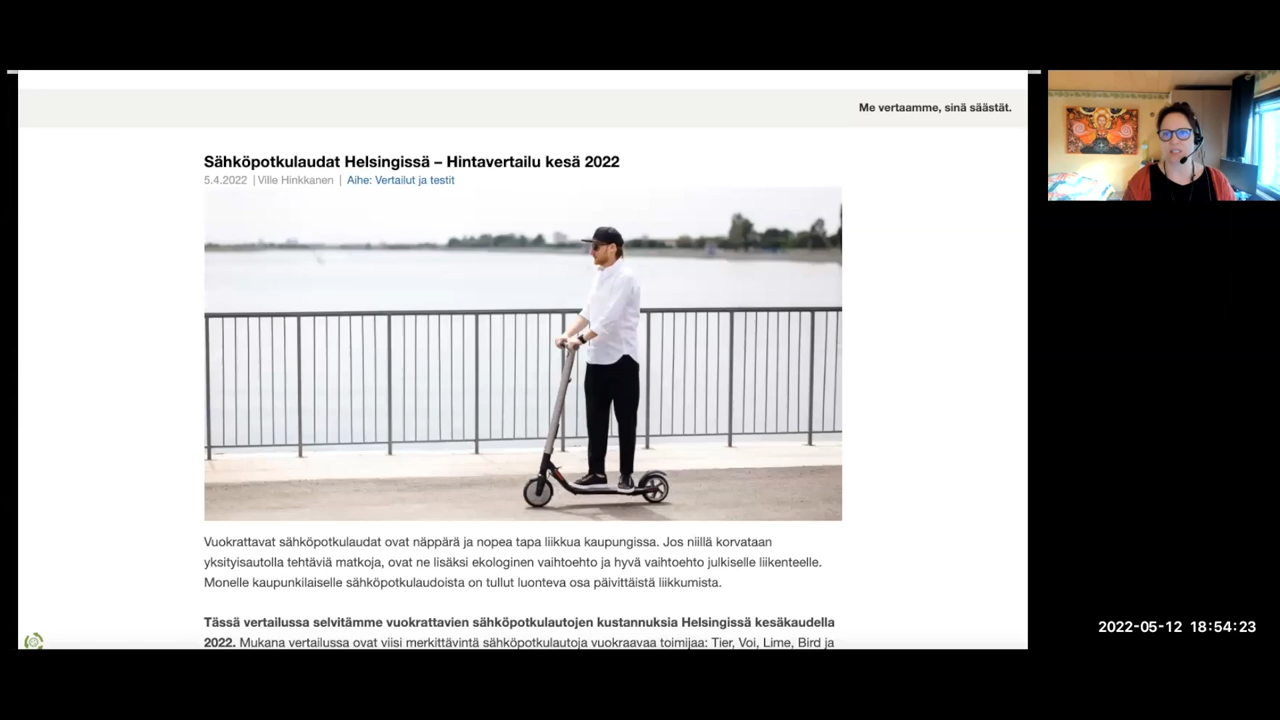 Me vertaamme, sinä säästät.
Sähköpotkulaudat Helsingissä – Hintavertailu kesä 2022
5.4.2022 | Ville Hinkkanen | Aihe: Vertailut ja testit
Vuokrattavat sähköpotkulaudat ovat näppärä ja nopea tapa liikkua kaupungissa. Jos niillä korvataan
yksityisautolla tehtäviä matkoja, ovat ne lisäksi ekologinen vaihtoehto ja hyvä vaihtoehto julkiselle liikenteelle.
Monelle kaupunkilaiselle sähköpotkulaudoista on tullut luonteva osa päivittäistä liikkumista.
Tässä vertailussa selvitämme vuokrattavien sähköpotkulautojen kustannuksia Helsingissä kesäkaudella
2022. Mukana vertailussa ovat viisi merkittävintä sähköpotkulautoja vuokraavaa toimijaa: Tier, Voi, Lime, Bird ja
2022-05-12 18:54:23